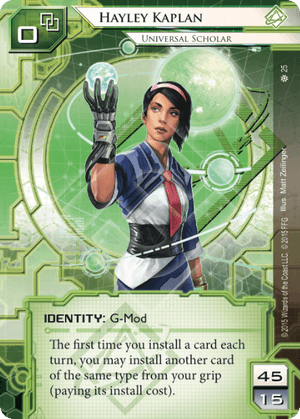 0 Hayley Kaplan
Universal Scholar
25
Illus. Matt Zeilinger
©2015 Wizards of the Coast LLC. ©2015 FFG
IDENTITY: G-Mod
The first time you install a card each
turn, you may install another card
of the same type from your grip
(paying its install cost).
45
15